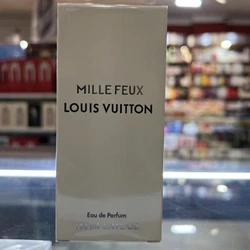 MILLE FEUX
LOUIS VUITTON
Eau de Parfum